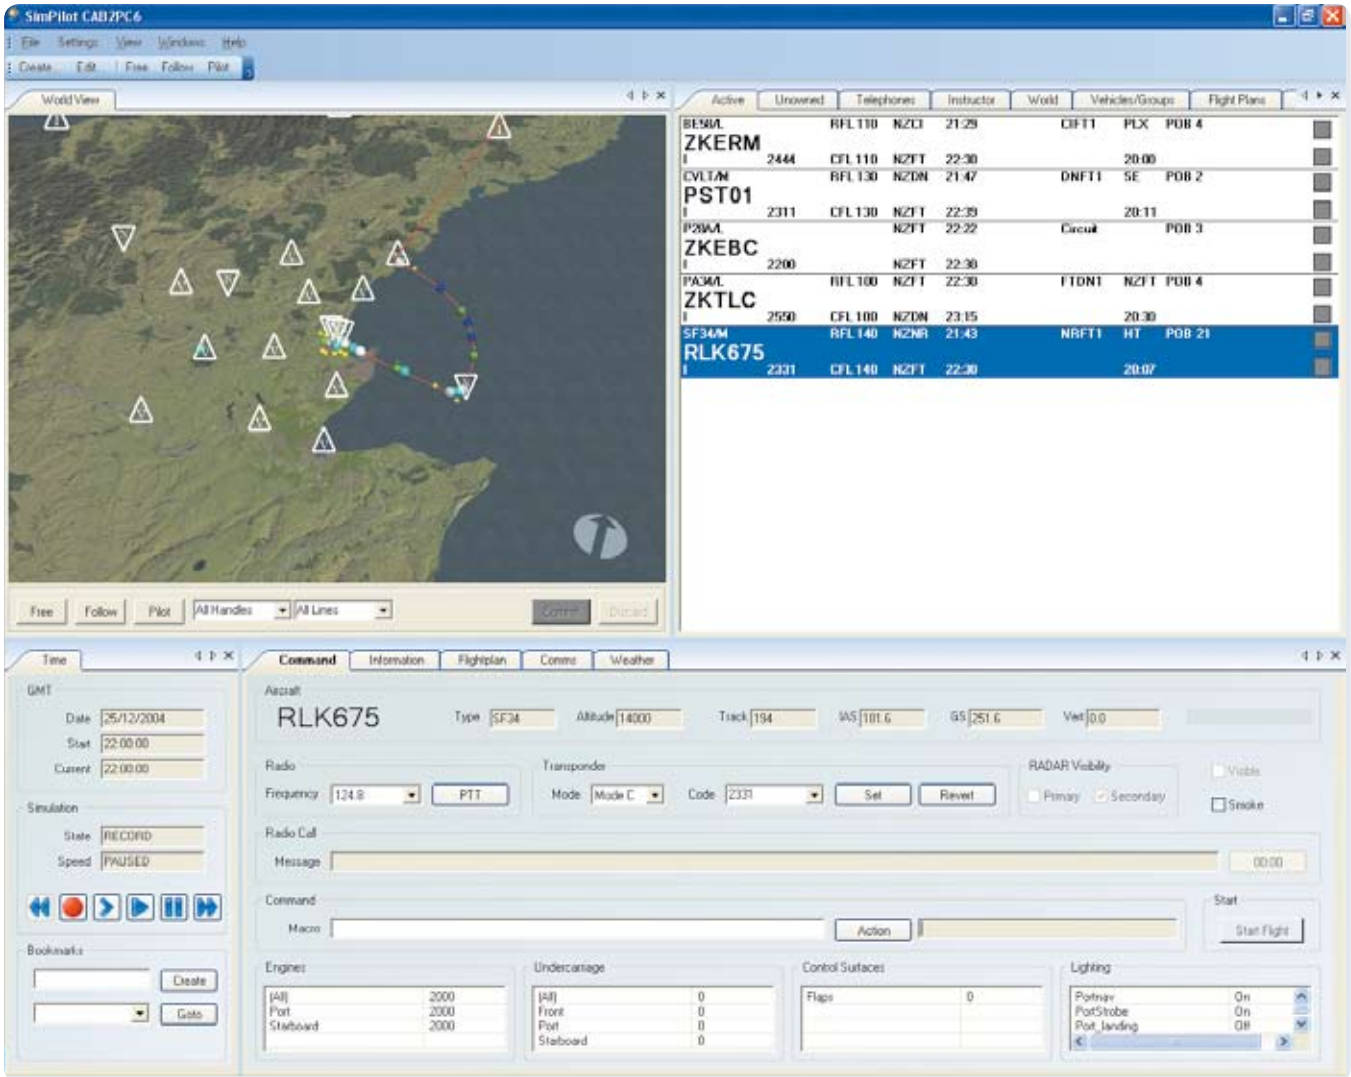 SimPilot CAB2PC6
File Settings View Windows Help
Create... Edit... Free Follow Pilot
World View
Active Unowned Telephones Instructor World Vehicles/Groups Flight Plans
BE58/L RFL 110 NZCI 21:29 CIFT1 PLX POB 4
ZKERM
I 2444 CFL 110 NZFT 22:30 20:00
CVLT/M RFL 130 NZDN 21:47 DNFT1 SE POB 2
PST01
I 2311 CFL 130 NZFT 22:39 20:11
P28A/L NZFT 22:22 Circuit POB 3
ZKEBC
2200 NZFT 22:30
PA34/L RFL 100 NZFT 22:30 FTDN1 NZFT POB 4
ZKTLC
I 2550 CFL 100 NZDN 23:15 20:30
SF34/M RFL 140 NZNR 21:43 NRFT1 HT POB 21
RLK675
I 2331 CFL 140 NZFT 22:30 20:07
Free Follow Pilot All Handles All Lines Commit Discard
Time
GMT
Date 25/12/2004
Start 22:00:00
Current 22:00:00
Simulation
State RECORD
Speed PAUSED
Bookmarks
Create
Goto
Command Information Flightplan Comms Weather
Aircraft
RLK675 Type SF34 Altitude 14000 Track 194 IAS 181.6 GS 251.6 Vert 0.0
Radio Transponder RADAR Visibility
Frequency 124.8 PTT Mode Mode C Code 2331 Set Revert Primary Secondary Visible
Smoke
Radio Call
Message 00:00
Command Start
Macro Action Start Flight
Engines Undercarriage Control Surfaces Lighting
(All) 2000 (All) 0 Flaps 0 Portnav On
Port 2000 Front 0 PortStrobe On
Starboard 2000 Port 0 Port_landing Off
Starboard 0